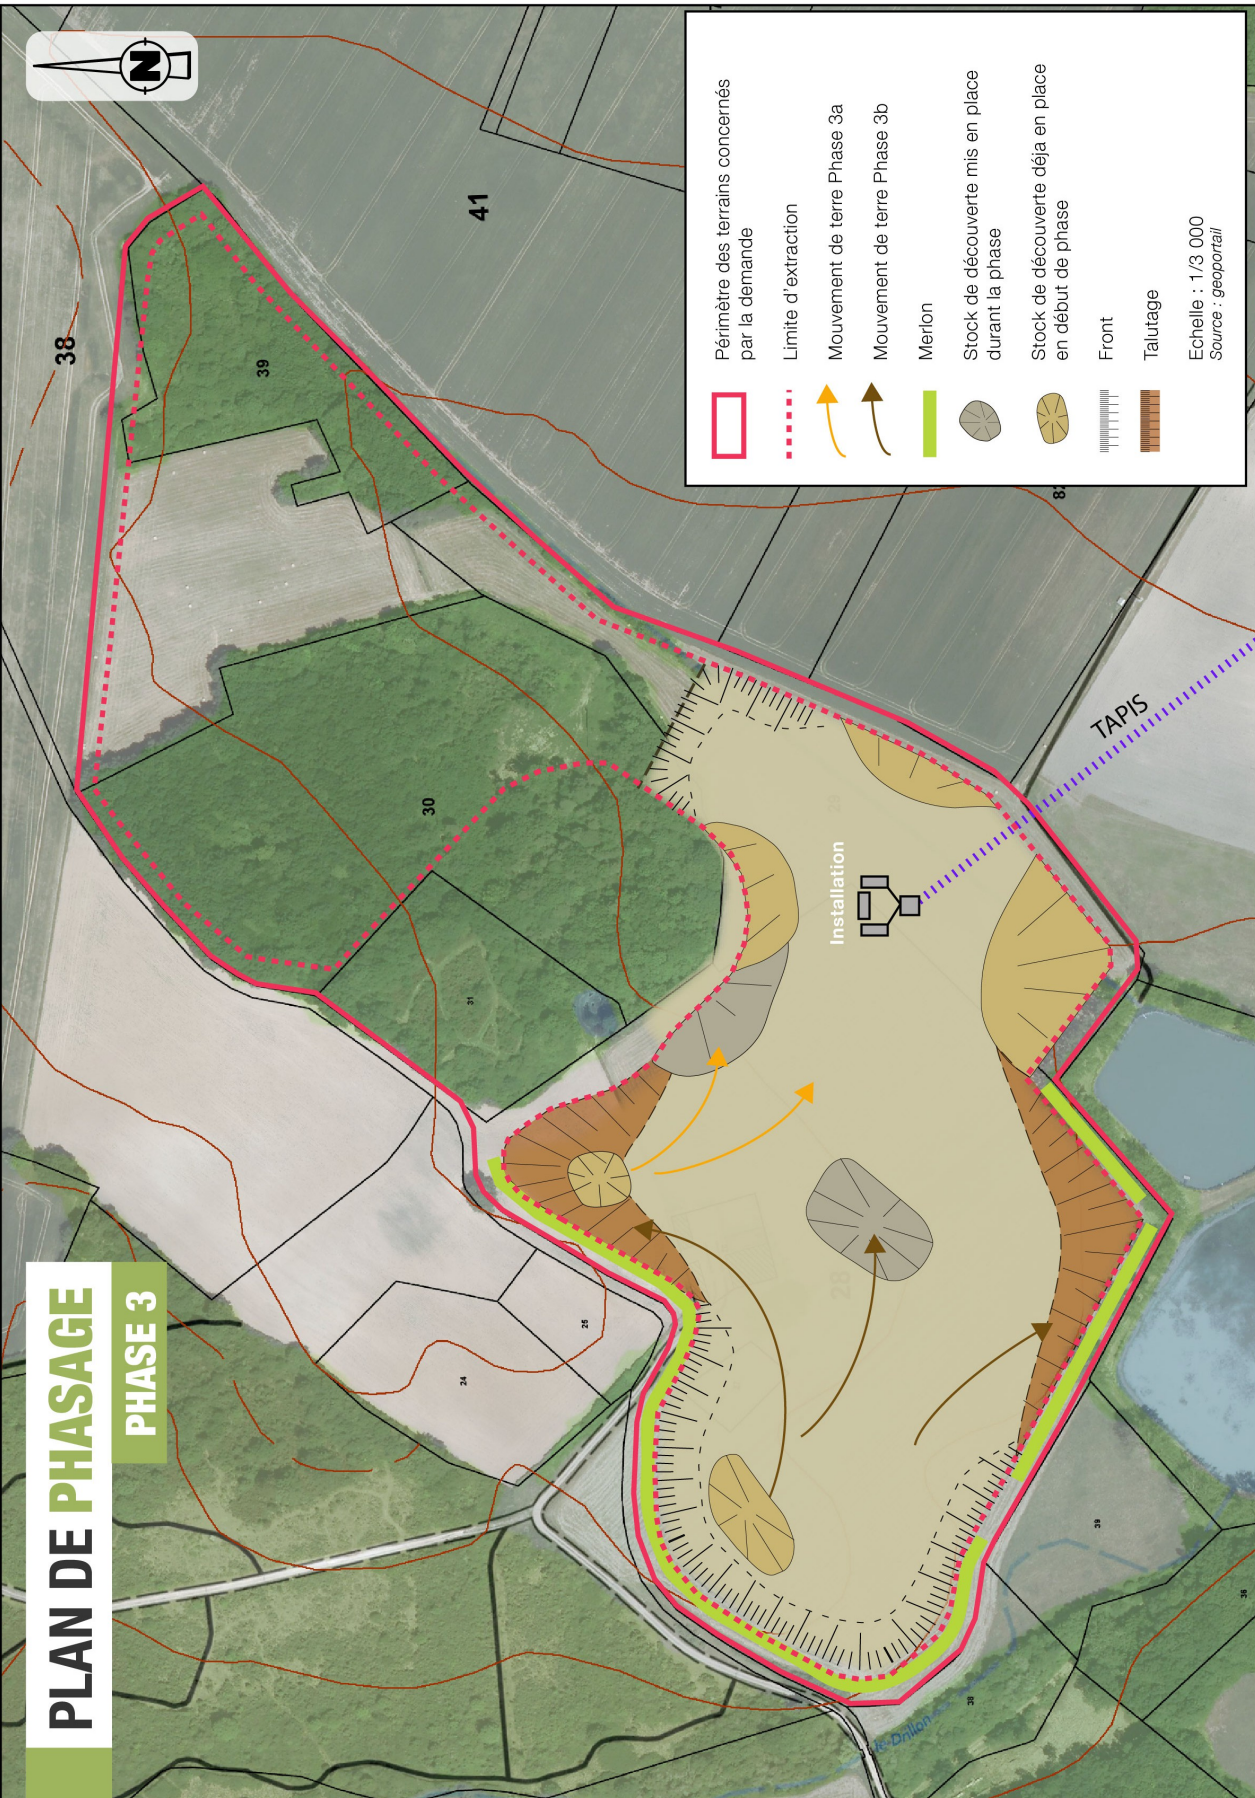 PLAN DE PHASAGE
PHASE 3
N
38
39
41
30
31
25
24
28
Installation
TAPIS
39
38
36
le Drillon
Périmètre des terrains concernés
par la demande
Limite d'extraction
Mouvement de terre Phase 3a
Mouvement de terre Phase 3b
Merlon
Stock de découverte mis en place
durant la phase
Stock de découverte déja en place
en début de phase
Front
Talutage
Echelle : 1/3 000
Source : geoportail